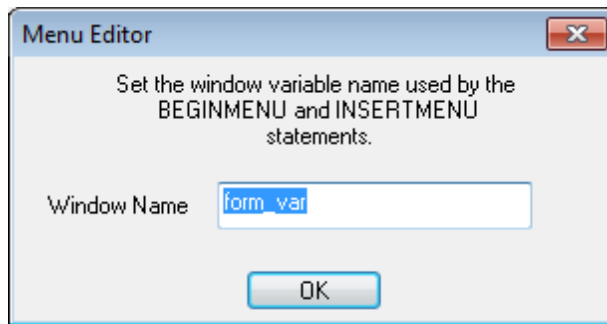 Menu Editor
Set the window variable name used by the
BEGINMENU and INSERTMENU
statements.
Window Name form_var
OK